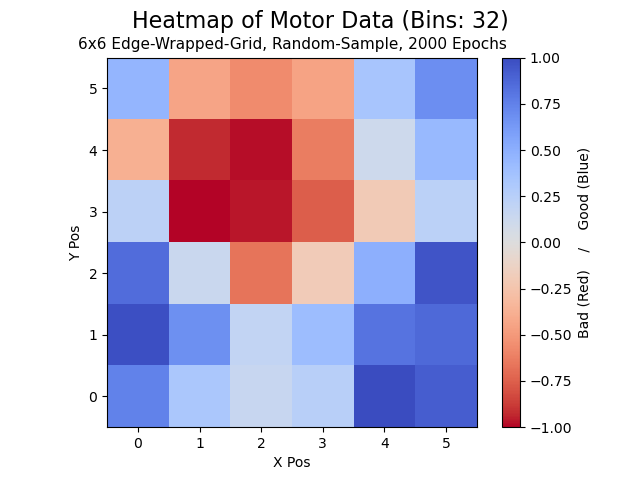 Heatmap of Motor Data (Bins: 32)
6x6 Edge-Wrapped-Grid, Random-Sample, 2000 Epochs
5
4
3
2
1
0
Y Pos
0 1 2 3 4 5
X Pos
1.00
0.75
0.50
0.25
0.00
−0.25
−0.50
−0.75
−1.00
Bad (Red) / Good (Blue)